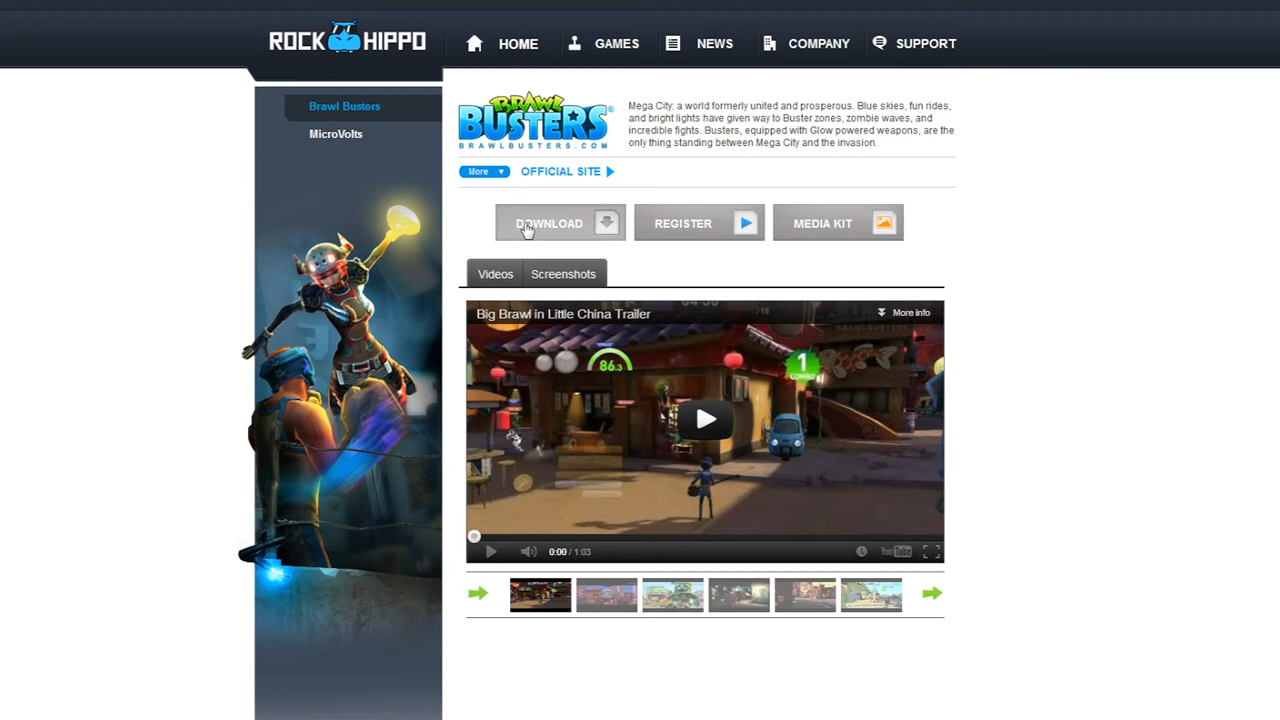 ROCK HIPPO
HOME
GAMES
NEWS
COMPANY
SUPPORT
Brawl Busters
MicroVolts
BRAWL
BUSTERS®
BRAWLBUSTERS.COM
Mega City: a world formerly united and prosperous. Blue skies, fun rides,
and bright lights have given way to Buster zones, zombie waves, and
incredible fights. Busters, equipped with Glow powered weapons, are the
only thing standing between Mega City and the invasion.
More
OFFICIAL SITE
DOWNLOAD
REGISTER
MEDIA KIT
Videos
Screenshots
Big Brawl in Little China Trailer
More info
86.3
1
COMBO
0:00 / 1:03
YouTube